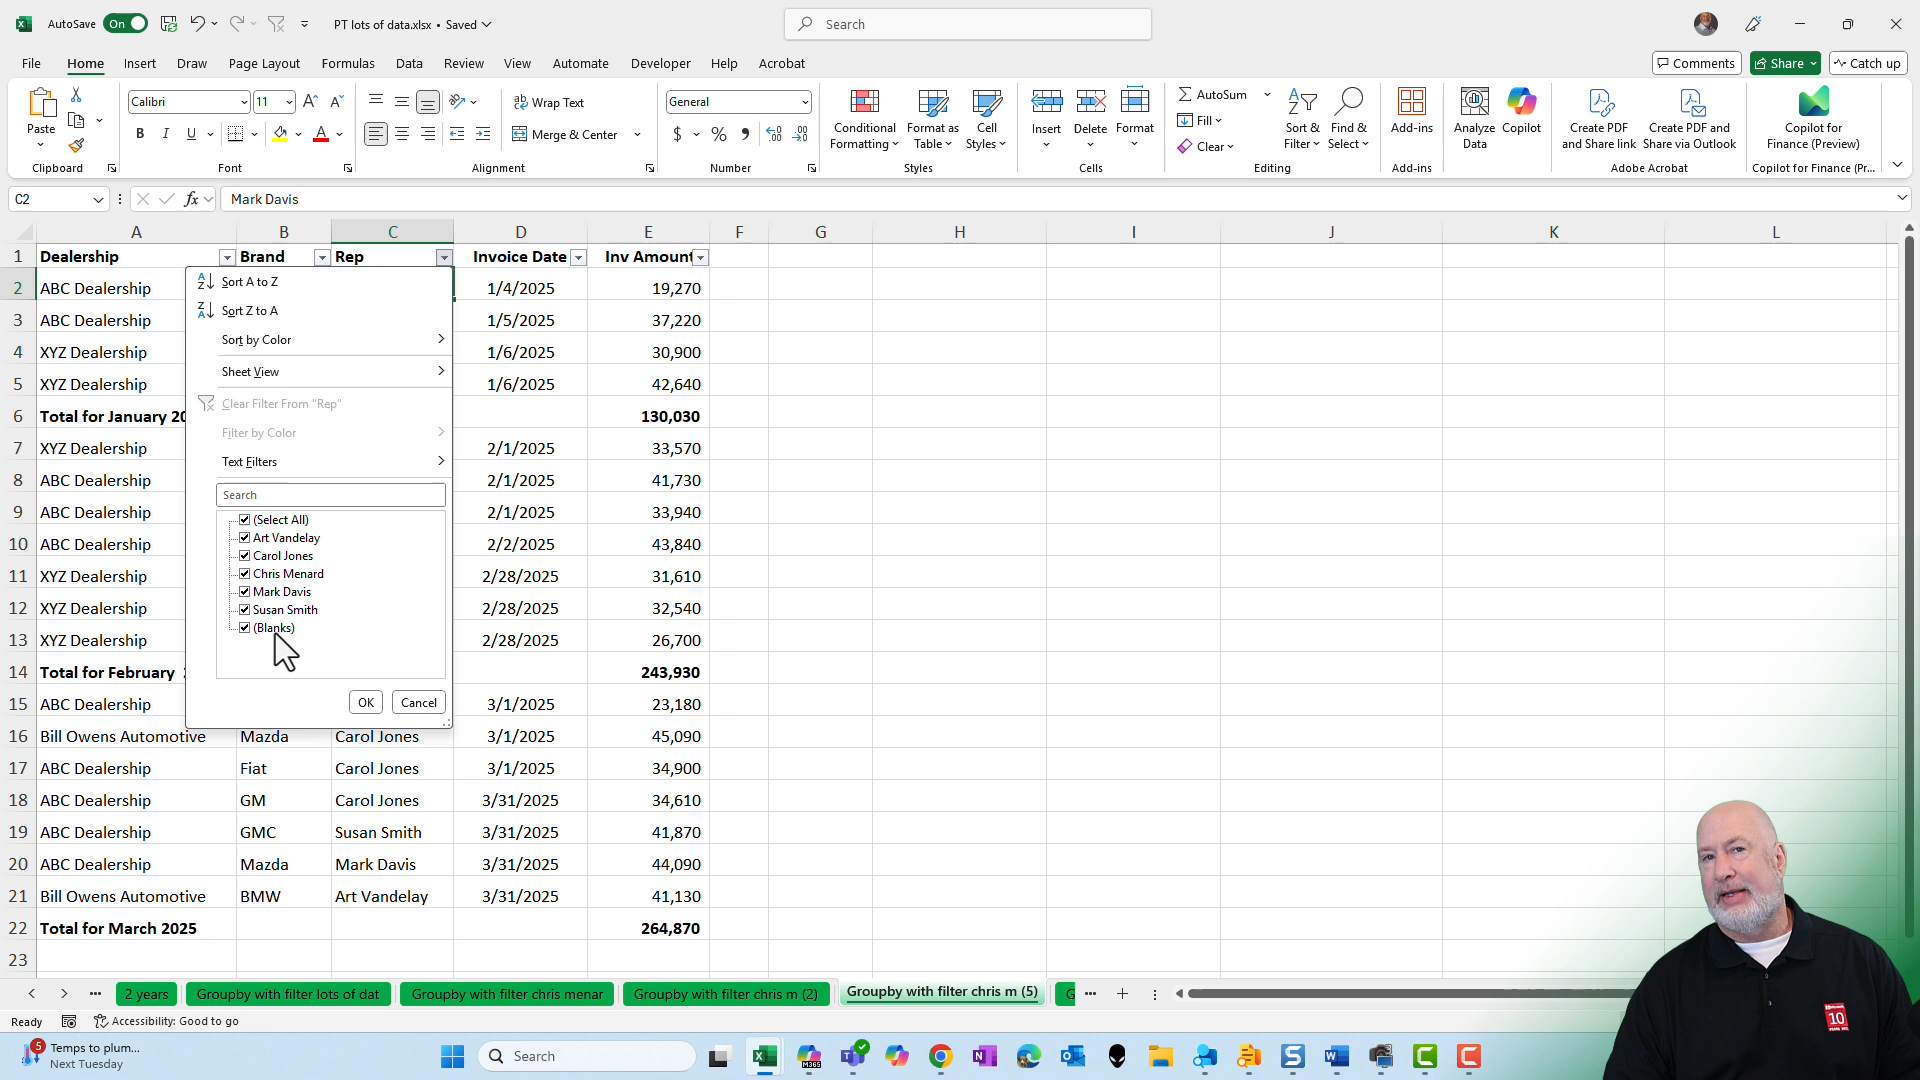 AutoSave On PT lots of data.xlsx • Saved Search
File Home Insert Draw Page Layout Formulas Data Review View Automate Developer Help Acrobat Comments Share Catch up
Paste
Clipboard
Calibri 11
B I U
Font
Wrap Text
Merge & Center
Alignment
General
$ % 9
Number
Conditional Formatting
Format as Table
Cell Styles
Styles
Insert Delete Format
Cells
AutoSum
Fill
Clear
Sort & Filter
Find & Select
Editing
Add-ins
Add-ins
Analyze Data
Copilot
Create PDF and Share link
Create PDF and Share via Outlook
Adobe Acrobat
Copilot for Finance (Preview)
Copilot for Finance (Pr...
C2 fx Mark Davis
A B C D E F G H I J K L
1 Dealership Brand Rep Invoice Date Inv Amount
2 ABC Dealership 1/4/2025 19,270
3 ABC Dealership 1/5/2025 37,220
4 XYZ Dealership 1/6/2025 30,900
5 XYZ Dealership 1/6/2025 42,640
6 Total for January 20 130,030
7 XYZ Dealership 2/1/2025 33,570
8 ABC Dealership 2/1/2025 41,730
9 ABC Dealership 2/1/2025 33,940
10 ABC Dealership 2/2/2025 43,840
11 XYZ Dealership 2/28/2025 31,610
12 XYZ Dealership 2/28/2025 32,540
13 XYZ Dealership 2/28/2025 26,700
14 Total for February 243,930
15 ABC Dealership 3/1/2025 23,180
16 Bill Owens Automotive Mazda Carol Jones 3/1/2025 45,090
17 ABC Dealership Fiat Carol Jones 3/1/2025 34,900
18 ABC Dealership GM Carol Jones 3/31/2025 34,610
19 ABC Dealership GMC Susan Smith 3/31/2025 41,870
20 ABC Dealership Mazda Mark Davis 3/31/2025 44,090
21 Bill Owens Automotive BMW Art Vandelay 3/31/2025 41,130
22 Total for March 2025 264,870
23
Sort A to Z
Sort Z to A
Sort by Color
Sheet View
Clear Filter From "Rep"
Filter by Color
Text Filters
Search
(Select All)
Art Vandelay
Carol Jones
Chris Menard
Mark Davis
Susan Smith
(Blanks)
OK Cancel
2 years Groupby with filter lots of dat Groupby with filter chris menar Groupby with filter chris m (2) Groupby with filter chris m (5) G
Ready Accessibility: Good to go
5 Temps to plum...
Next Tuesday
Search
M365
10